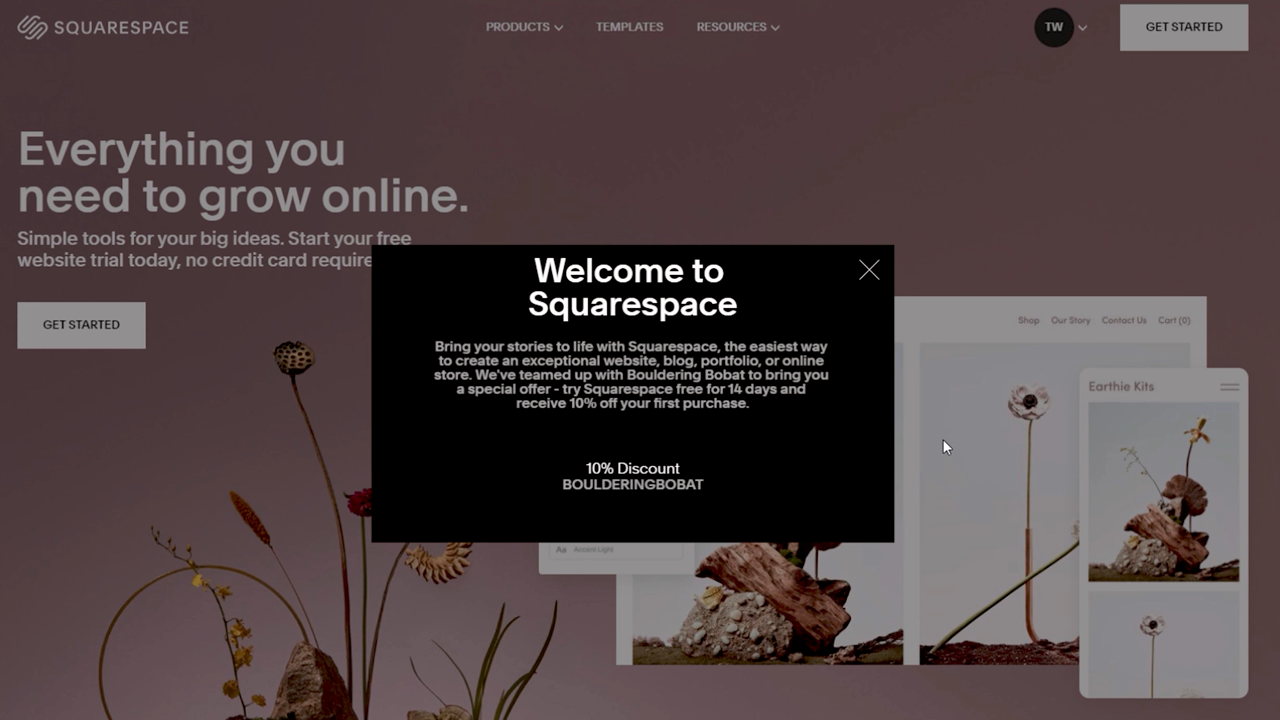 SQUARESPACE
PRODUCTS
TEMPLATES
RESOURCES
TW
GET STARTED
Everything you
need to grow online.
Simple tools for your big ideas. Start your free
website trial today, no credit card require
GET STARTED
Welcome to
Squarespace
Bring your stories to life with Squarespace, the easiest way
to create an exceptional website, blog, portfolio, or online
store. We've teamed up with Bouldering Bobat to bring you
a special offer - try Squarespace free for 14 days and
receive 10% off your first purchase.
10% Discount
BOULDERINGBOBAT
Shop Our Story Contact Us Cart (0)
Earthie Kits
Aa Ancient Light